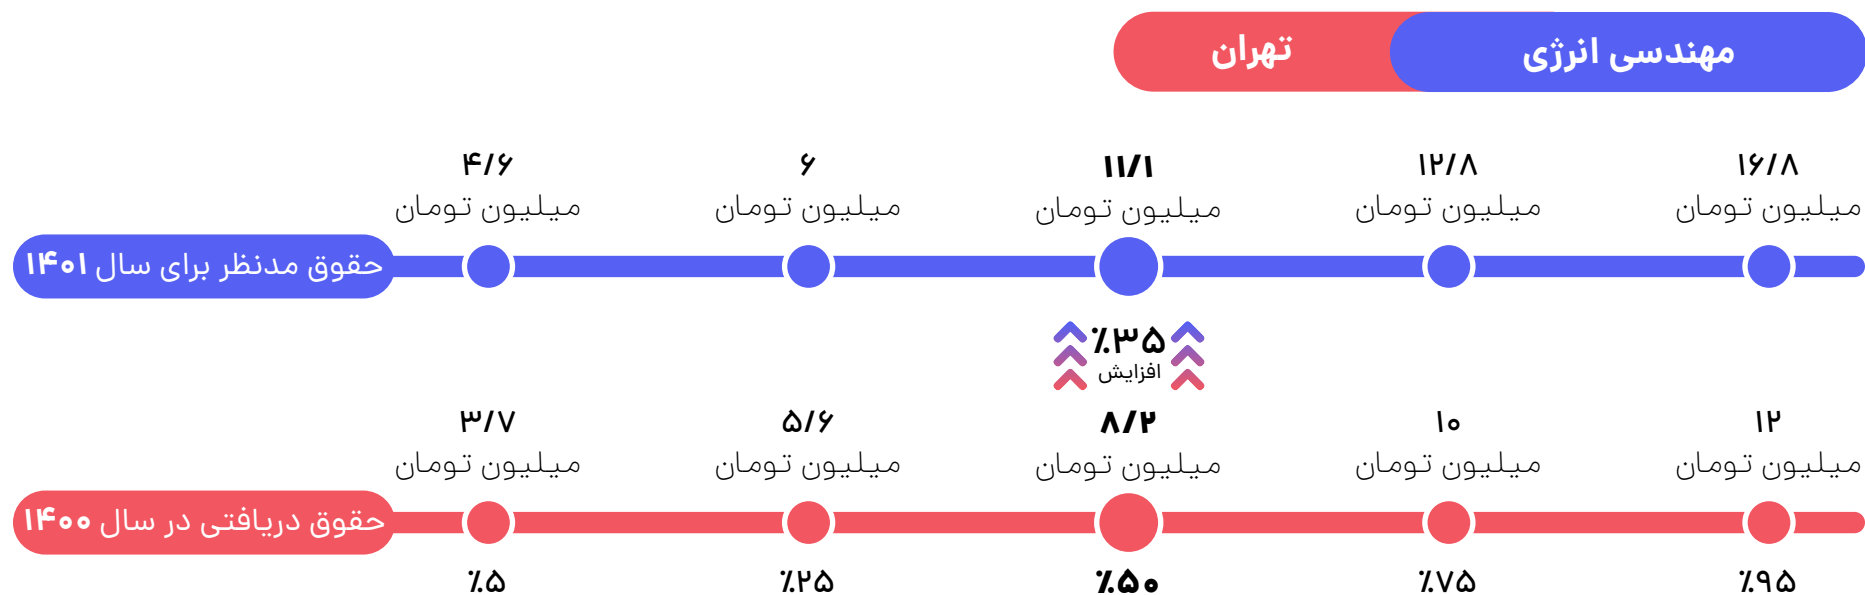 مهندسی انرژی تهران
۴/۶ ۶ ۱۱/۱ ۱۲/۸ ۱۶/۸
میلیون تومان میلیون تومان میلیون تومان میلیون تومان میلیون تومان
حقوق مدنظر برای سال ۱۴۰۱
٪۳۵
افزایش
۳/۷ ۵/۶ ۸/۲ ۱۰ ۱۲
میلیون تومان میلیون تومان میلیون تومان میلیون تومان میلیون تومان
حقوق دریافتی در سال ۱۴۰۰
٪۵ ٪۲۵ ٪۵۰ ٪۷۵ ٪۹۵